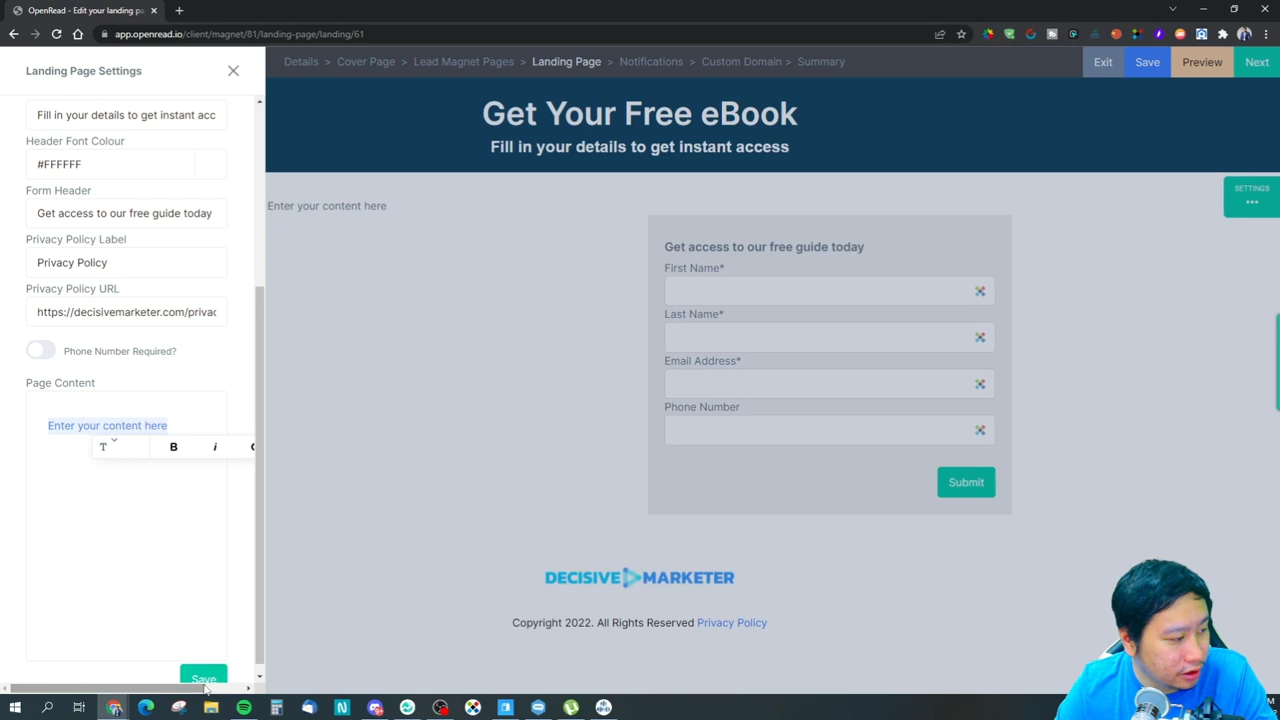 OpenRead - Edit your landing pa
app.openread.io/client/magnet/81/landing-page/landing/61
Landing Page Settings
Details > Cover Page > Lead Magnet Pages > Landing Page > Notifications > Custom Domain > Summary
Exit
Save
Preview
Next
Fill in your details to get instant acc
Header Font Colour
#FFFFFF
Form Header
Get access to our free guide today
Privacy Policy Label
Privacy Policy
Privacy Policy URL
https://decisivemarketer.com/privac
Phone Number Required?
Page Content
Enter your content here
T B i
Save
Get Your Free eBook
Fill in your details to get instant access
SETTINGS
Enter your content here
Get access to our free guide today
First Name*
Last Name*
Email Address*
Phone Number
Submit
DECISIVE MARKETER
Copyright 2022. All Rights Reserved Privacy Policy